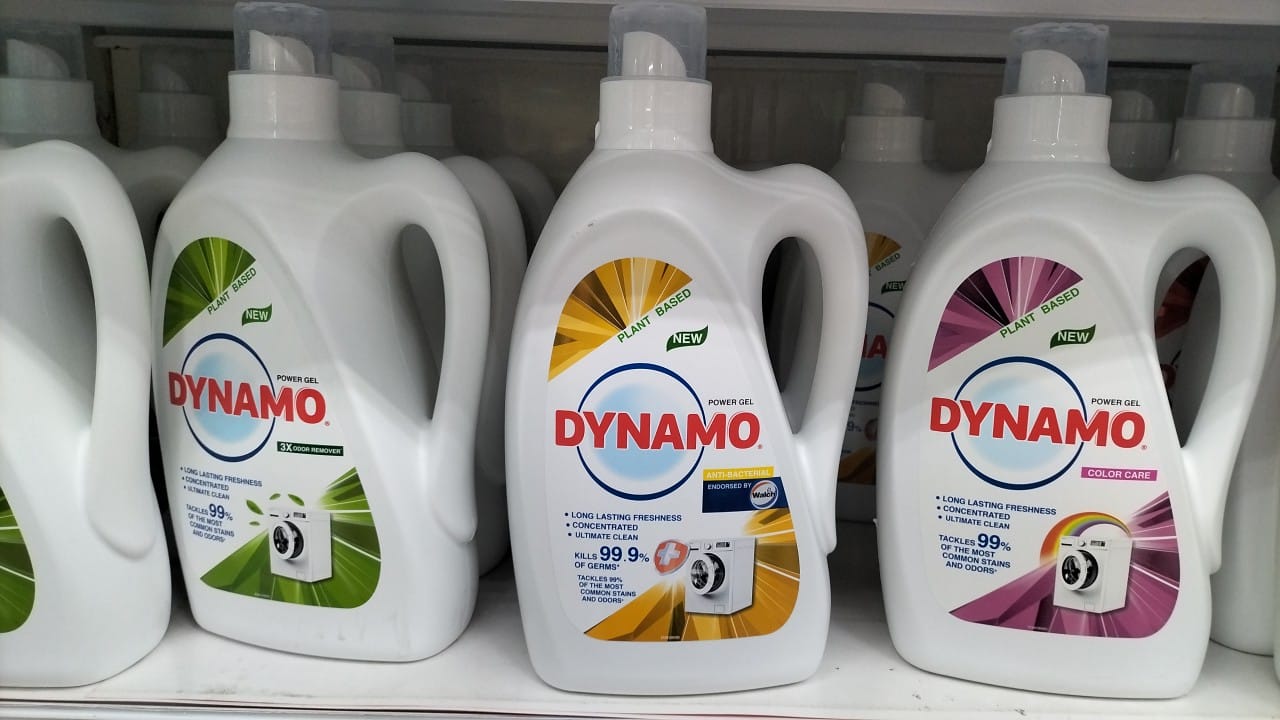 PLANT BASED
NEW
POWER GEL
DYNAMO
3X ODOR REMOVER
• LONG LASTING FRESHNESS
• CONCENTRATED
• ULTIMATE CLEAN
TACKLES 99%
OF THE MOST
COMMON STAINS
AND ODORS*
PLANT BASED
NEW
POWER GEL
DYNAMO®
ANTI-BACTERIAL
ENDORSED BY Walch
• LONG LASTING FRESHNESS
• CONCENTRATED
• ULTIMATE CLEAN
KILLS 99.9%
OF GERMS*
TACKLES 99%
OF THE MOST
COMMON STAINS
AND ODORS*
PLANT BASED
NEW
POWER GEL
DYNAMO®
COLOR CARE
• LONG LASTING FRESHNESS
• CONCENTRATED
• ULTIMATE CLEAN
TACKLES 99%
OF THE MOST
COMMON STAINS
AND ODORS*
BASED
NEW